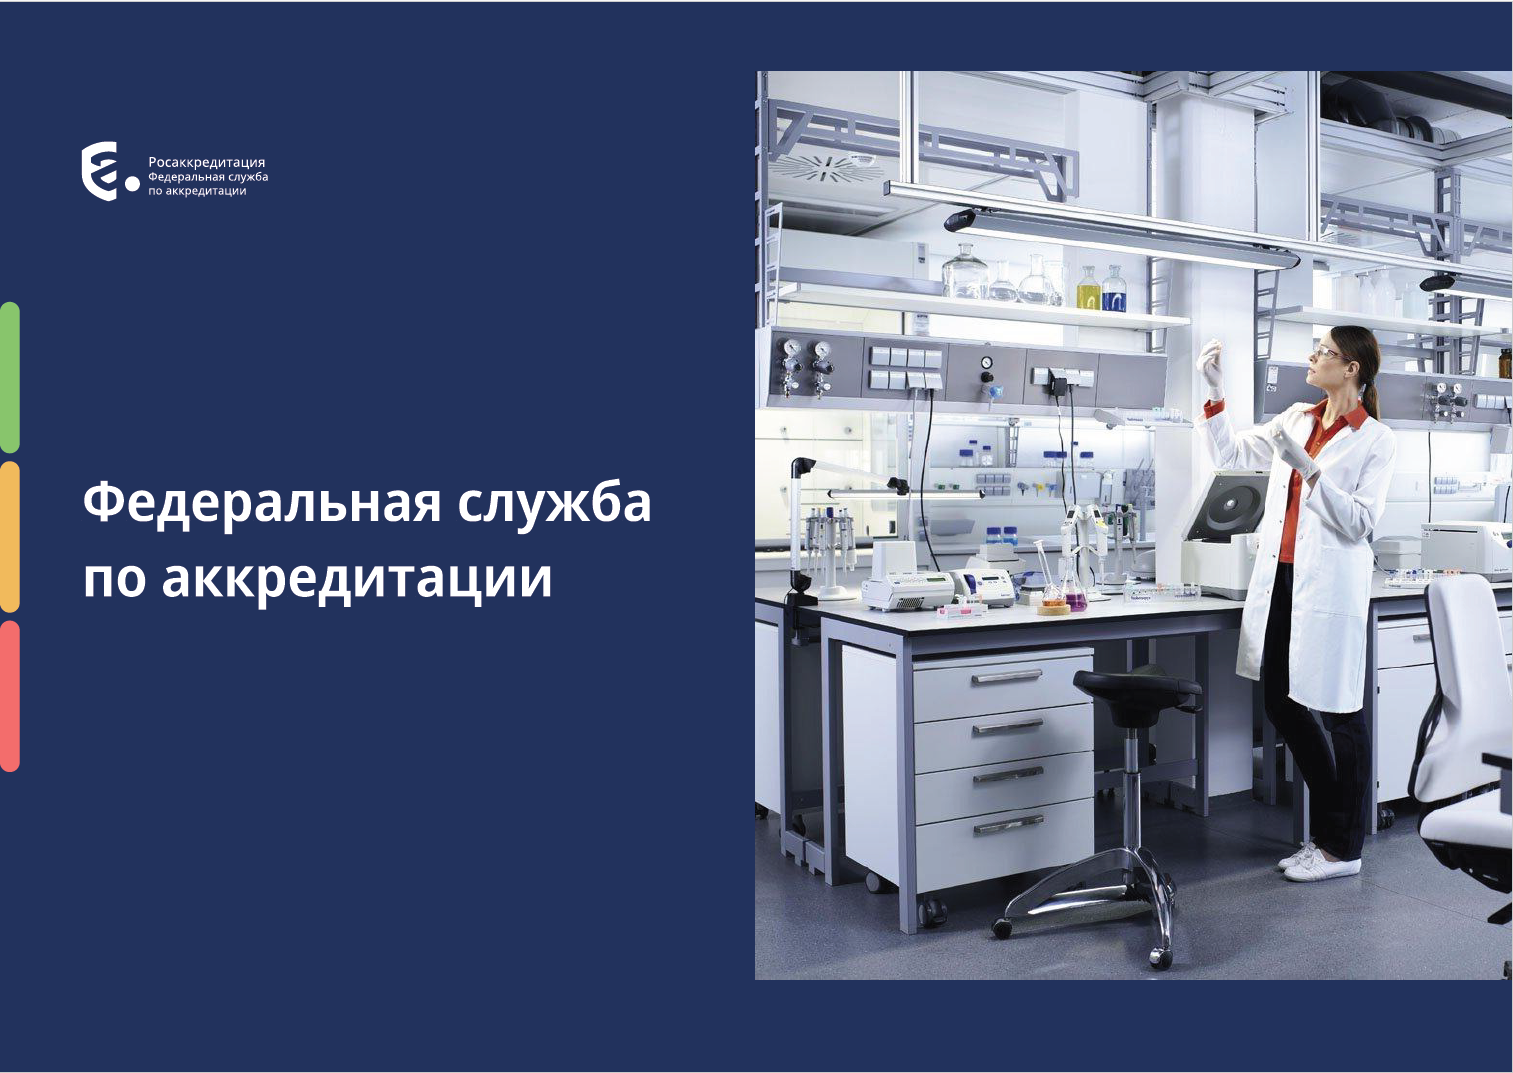 Росаккредитация
Федеральная служба
по аккредитации
Федеральная служба
по аккредитации